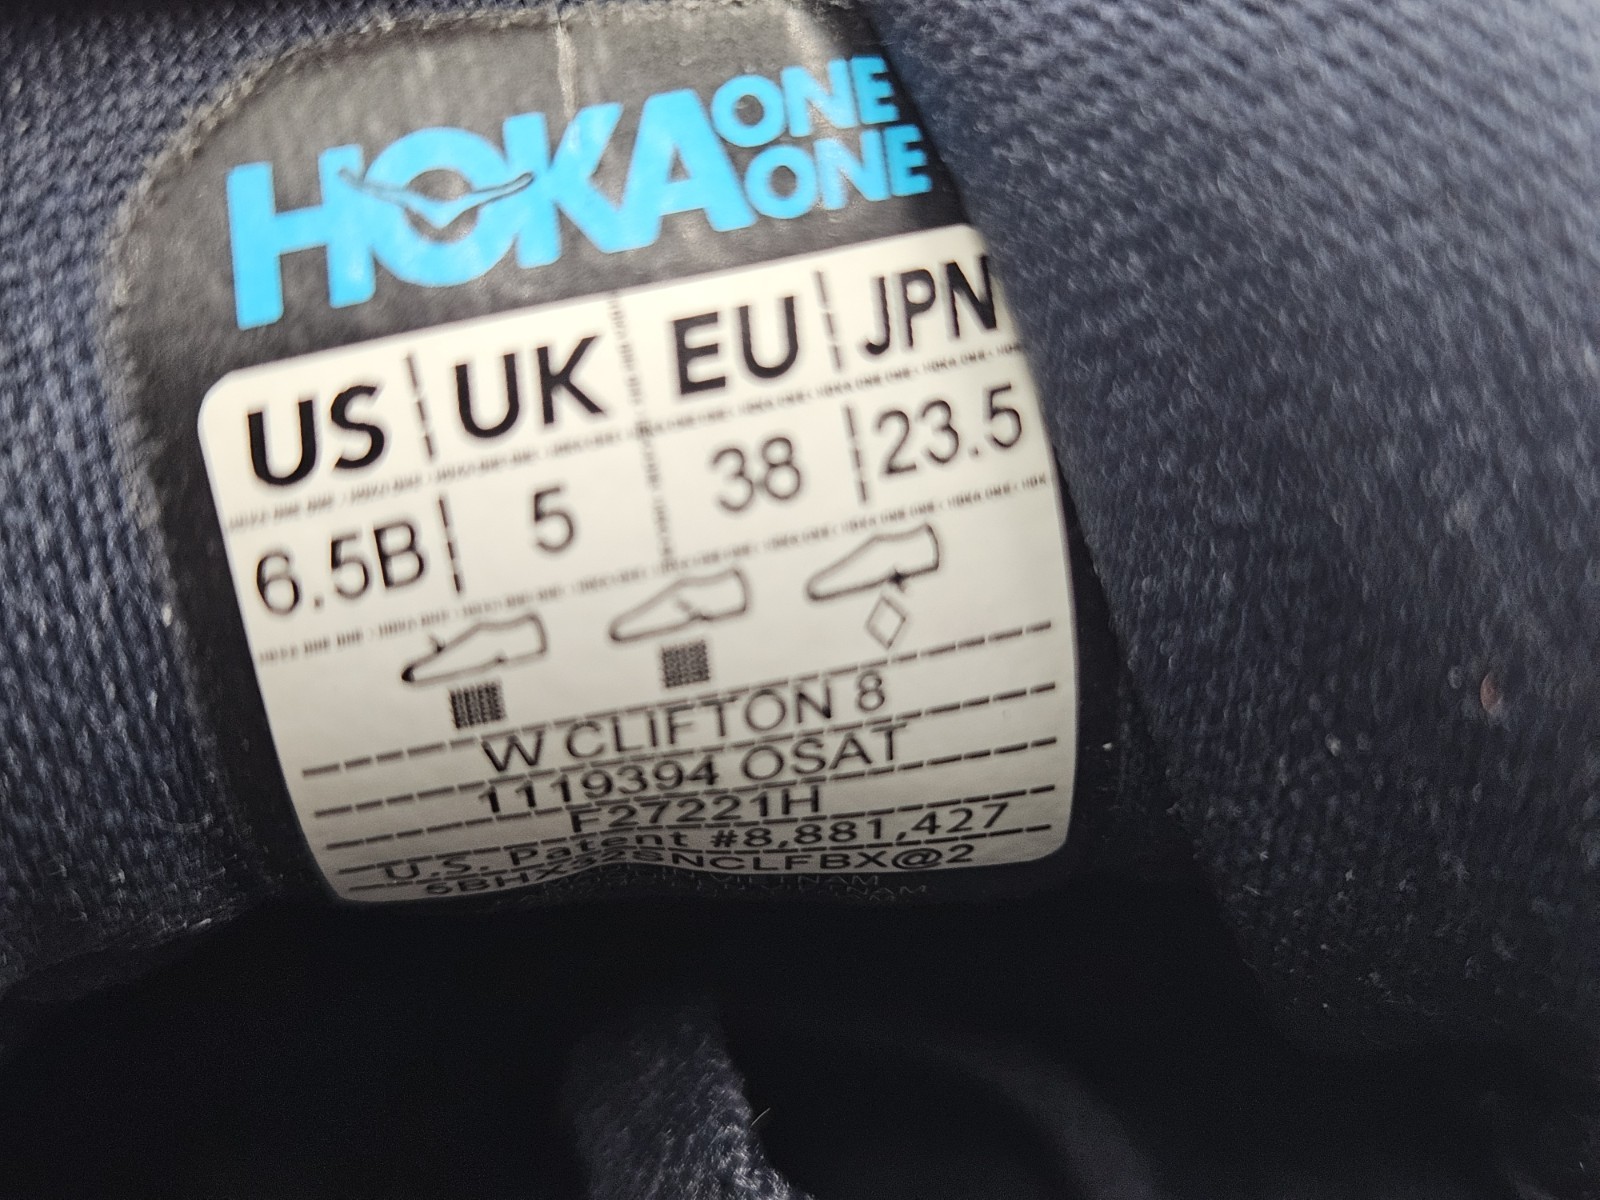 HOKA ONE ONE
US UK EU JPN
6.5B 5 38 23.5
W CLIFTON 8
1119394 OSAT
F27221H
U.S. Patent #8,881,427